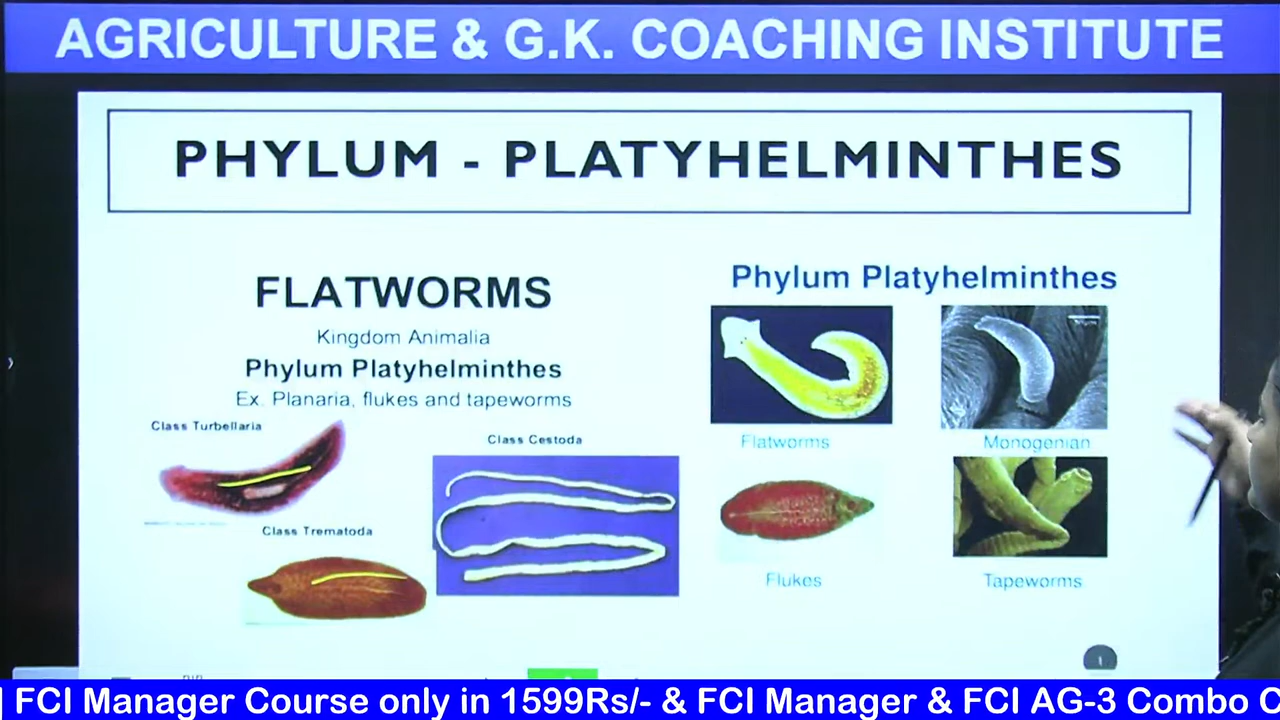 AGRICULTURE & G.K. COACHING INSTITUTE
PHYLUM - PLATYHELMINTHES
FLATWORMS
Kingdom Animalia
Phylum Platyhelminthes
Ex. Planaria, flukes and tapeworms
Class Turbellaria
Class Cestoda
Class Trematoda
Phylum Platyhelminthes
Flatworms
Monogenian
Flukes
Tapeworms
1
FCI Manager Course only in 1599Rs/- & FCI Manager & FCI AG-3 Combo C